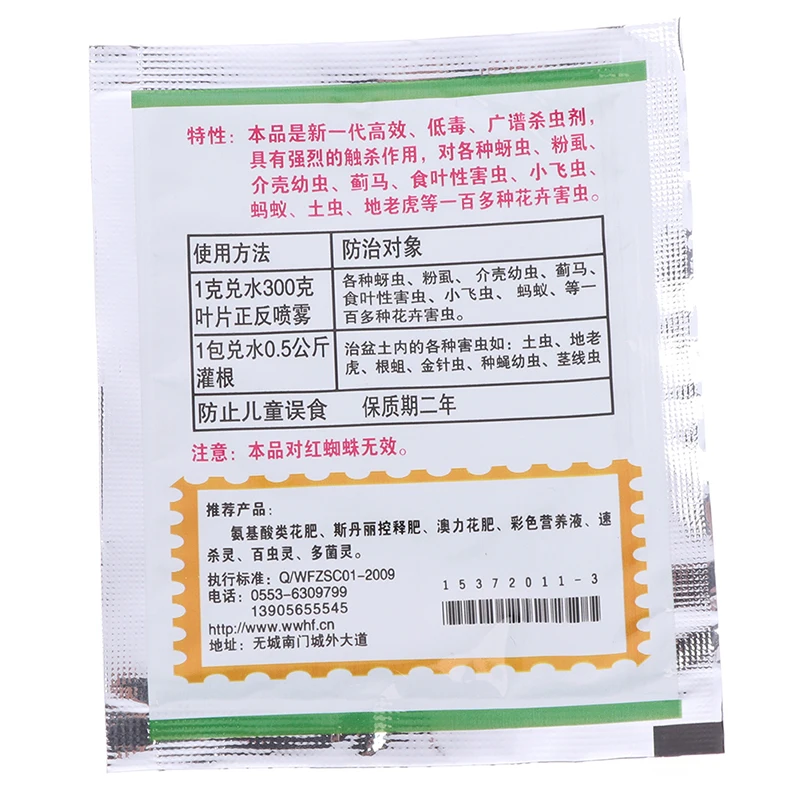 特性：本品是新一代高效、低毒、广谱杀虫剂，
具有强烈的触杀作用，对各种蚜虫、粉虱、
介壳幼虫、蓟马、食叶性害虫、小飞虫、
蚂蚁、土虫、地老虎等一百多种花卉害虫。
使用方法
防治对象
1克兑水300克
叶片正反喷雾
各种蚜虫、粉虱、介壳幼虫、蓟马、
食叶性害虫、小飞虫、蚂蚁、等一
百多种花卉害虫。
1包兑水0.5公斤
灌根
治盆土内的各种害虫如：土虫、地老
虎、根蛆、金针虫、种蝇幼虫、茎线虫
防止儿童误食 保质期二年
注意：本品对红蜘蛛无效。
推荐产品：
氨基酸类花肥、斯丹丽控释肥、澳力花肥、彩色营养液、速
杀灵、百虫灵、多菌灵。
执行标准：Q/WFZSC01-2009
电话：0553-6309799
13905655545
http://www.wwhf.cn
地址：无城南门城外大道
15372011-3